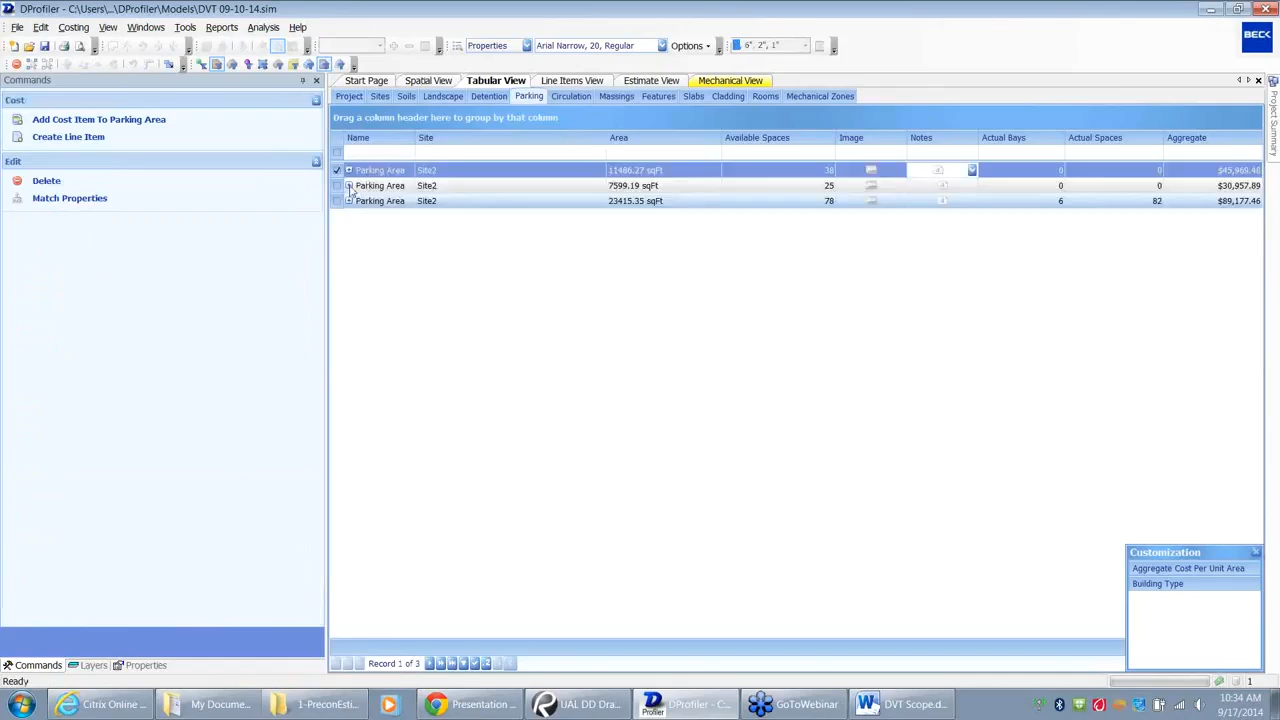 DProfiler - C:\Users\...\DProfiler\Models\DVT 09-10-14.sim
File Edit Costing View Windows Tools Reports Analysis Help
Properties Arial Narrow, 20, Regular Options 6", 2", 1"
BECK
Commands
Start Page Spatial View Tabular View Line Items View Estimate View Mechanical View
Project Sites Soils Landscape Detention Parking Circulation Massings Features Slabs Cladding Rooms Mechanical Zones
Cost
Add Cost Item To Parking Area
Create Line Item
Edit
Delete
Match Properties
Drag a column header here to group by that column
Name Site Area Available Spaces Image Notes Actual Bays Actual Spaces Aggregate
Parking Area Site2 11486.27 sqFt 38 0 0 $45,969.48
Parking Area Site2 7599.19 sqFt 25 0 0 $30,957.89
Parking Area Site2 23415.35 sqFt 78 6 82 $89,177.46
Project Summary
Customization
Aggregate Cost Per Unit Area
Building Type
Record 1 of 3
Commands Layers Properties
Ready
1
Citrix Online ... My Docume... 1-PreconEsti... Presentation ... UAL DD Dra... DProfiler - C:... GoToWebinar DVT Scope.d...
10:34 AM
9/17/2014